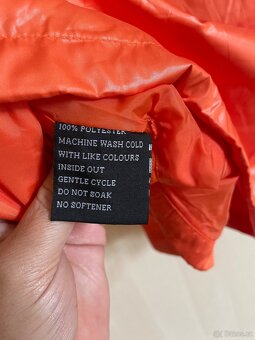 100% POLYESTER
MACHINE WASH COLD
WITH LIKE COLOURS
INSIDE OUT
GENTLE CYCLE
DO NOT SOAK
NO SOFTENER